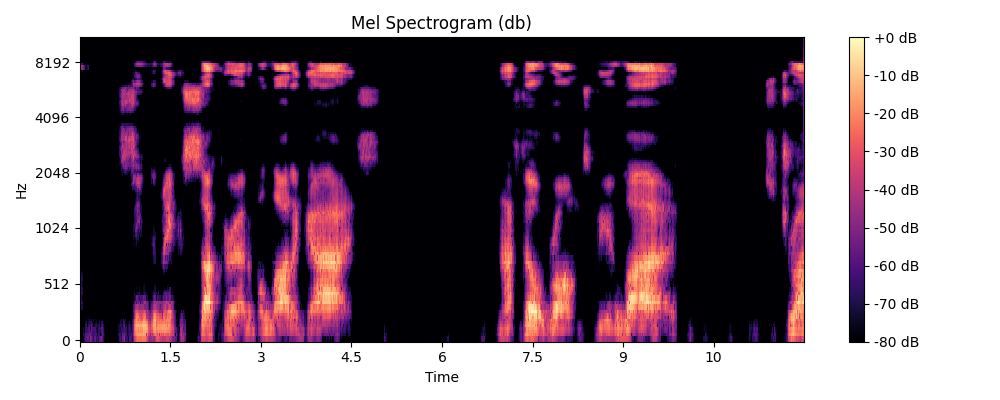 Mel Spectrogram (db)
8192
4096
2048
1024
512
0
Hz
0 1.5 3 4.5 6 7.5 9 10
Time
+0 dB
-10 dB
-20 dB
-30 dB
-40 dB
-50 dB
-60 dB
-70 dB
-80 dB